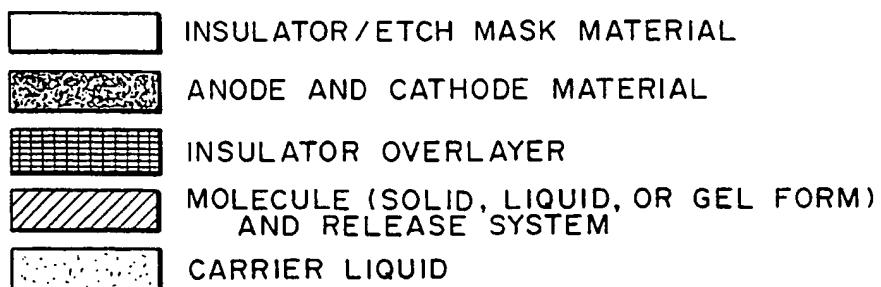 INSULATOR/ETCH MASK MATERIAL
ANODE AND CATHODE MATERIAL
INSULATOR OVERLAYER
MOLECULE (SOLID, LIQUID, OR GEL FORM)
AND RELEASE SYSTEM
CARRIER LIQUID